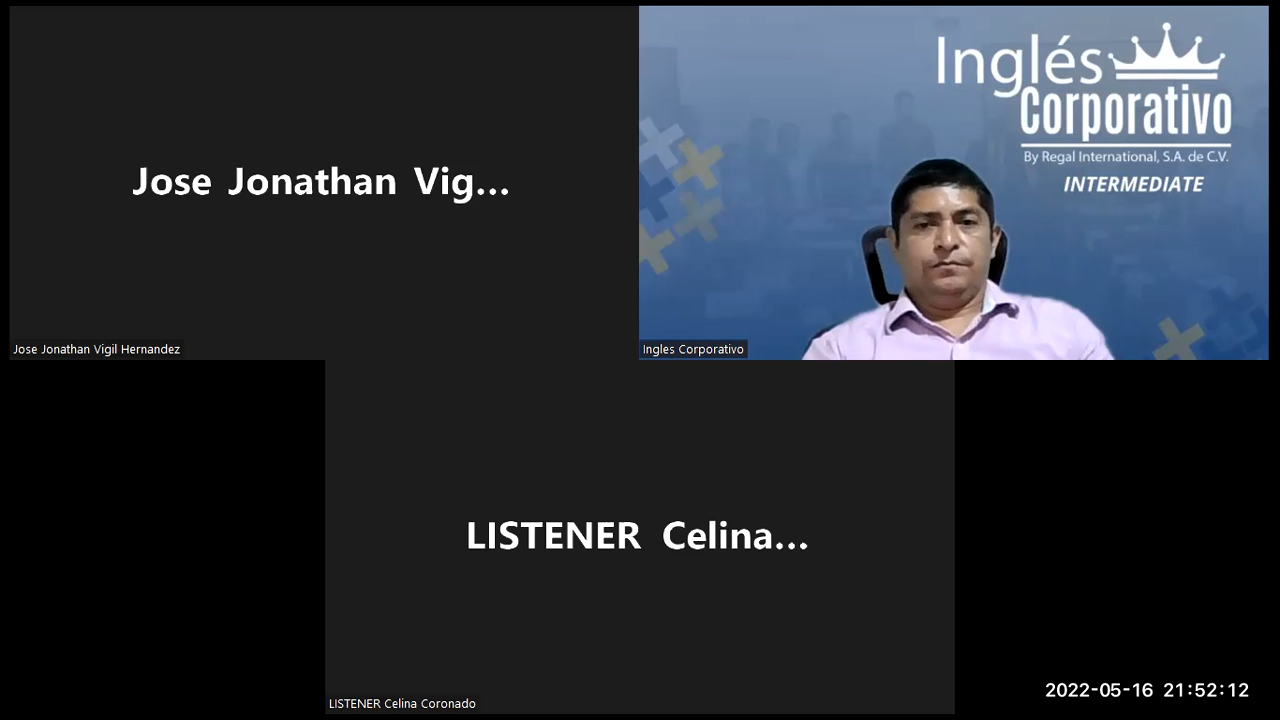 Jose Jonathan Vig...
Jose Jonathan Vigil Hernandez
Inglés
Corporativo
By Regal International, S.A. de C.V.
INTERMEDIATE
Ingles Corporativo
LISTENER Celina...
LISTENER Celina Coronado
2022-05-16 21:52:12